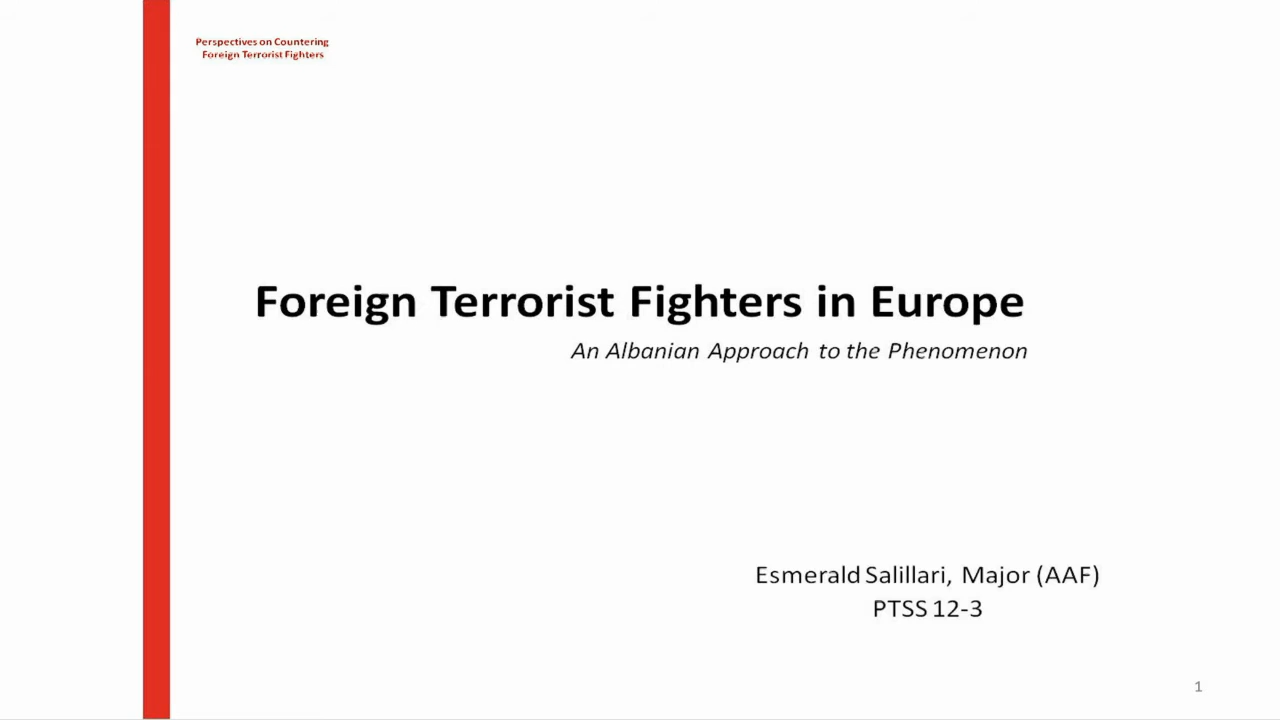 Perspectives on Countering
Foreign Terrorist Fighters
Foreign Terrorist Fighters in Europe
An Albanian Approach to the Phenomenon
Esmerald Salillari, Major (AAF)
PTSS 12-3
1